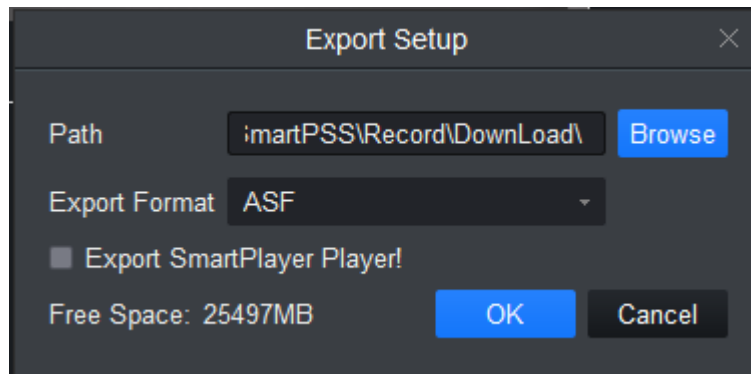 Export Setup
Path
martPSS\Record\DownLoad\
Browse
Export Format
ASF
Export SmartPlayer Player!
Free Space: 25497MB
OK
Cancel